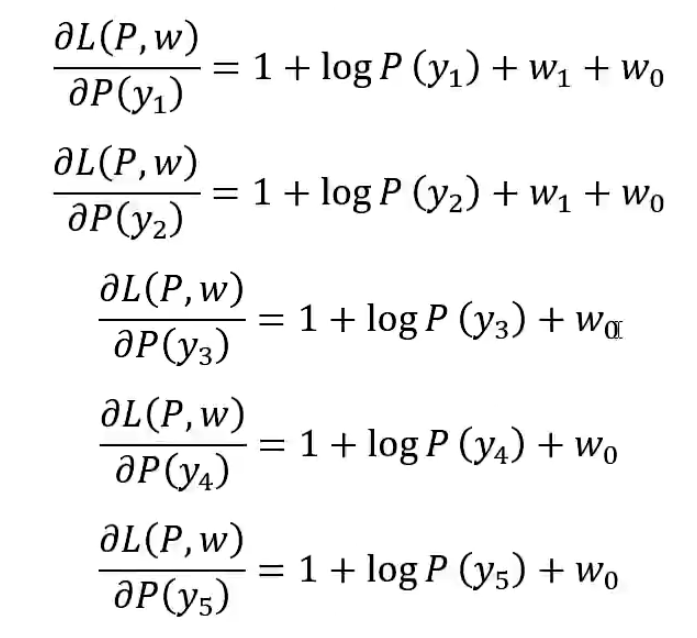 ∂L(P, w)/∂P(y₁) = 1 + log P (y₁) + w₁ + w₀
∂L(P, w)/∂P(y₂) = 1 + log P (y₂) + w₁ + w₀
∂L(P, w)/∂P(y₃) = 1 + log P (y₃) + w₀
∂L(P, w)/∂P(y₄) = 1 + log P (y₄) + w₀
∂L(P, w)/∂P(y₅) = 1 + log P (y₅) + w₀